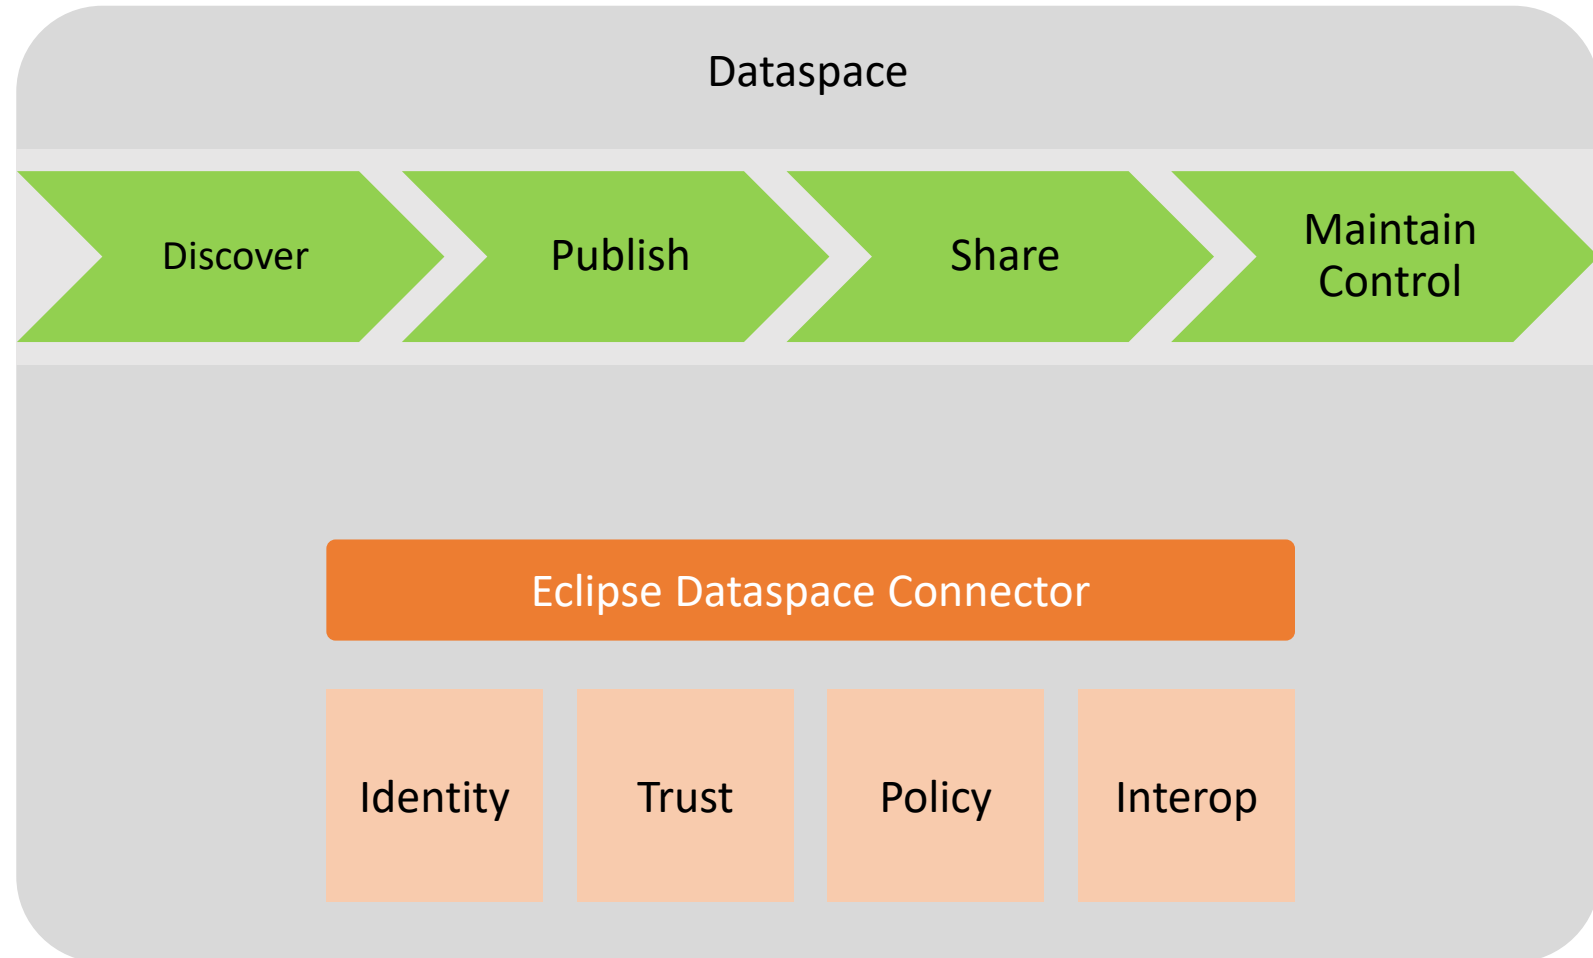 Dataspace
Discover
Publish
Share
Maintain
Control
Eclipse Dataspace Connector
Identity
Trust
Policy
Interop